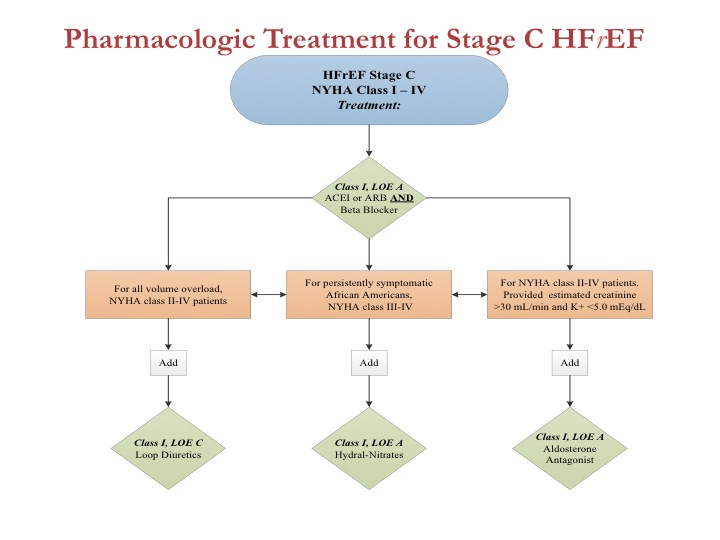 Pharmacologic Treatment for Stage C HFrEF
HFrEF Stage C
NYHA Class I – IV
Treatment:
Class I, LOE A
ACEI or ARB AND
Beta Blocker
For all volume overload,
NYHA class II-IV patients
For persistently symptomatic
African Americans,
NYHA class III-IV
For NYHA class II-IV patients.
Provided estimated creatinine
>30 mL/min and K+ <5.0 mEq/dL
Add
Add
Add
Class I, LOE C
Loop Diuretics
Class I, LOE A
Hydral-Nitrates
Class I, LOE A
Aldosterone
Antagonist